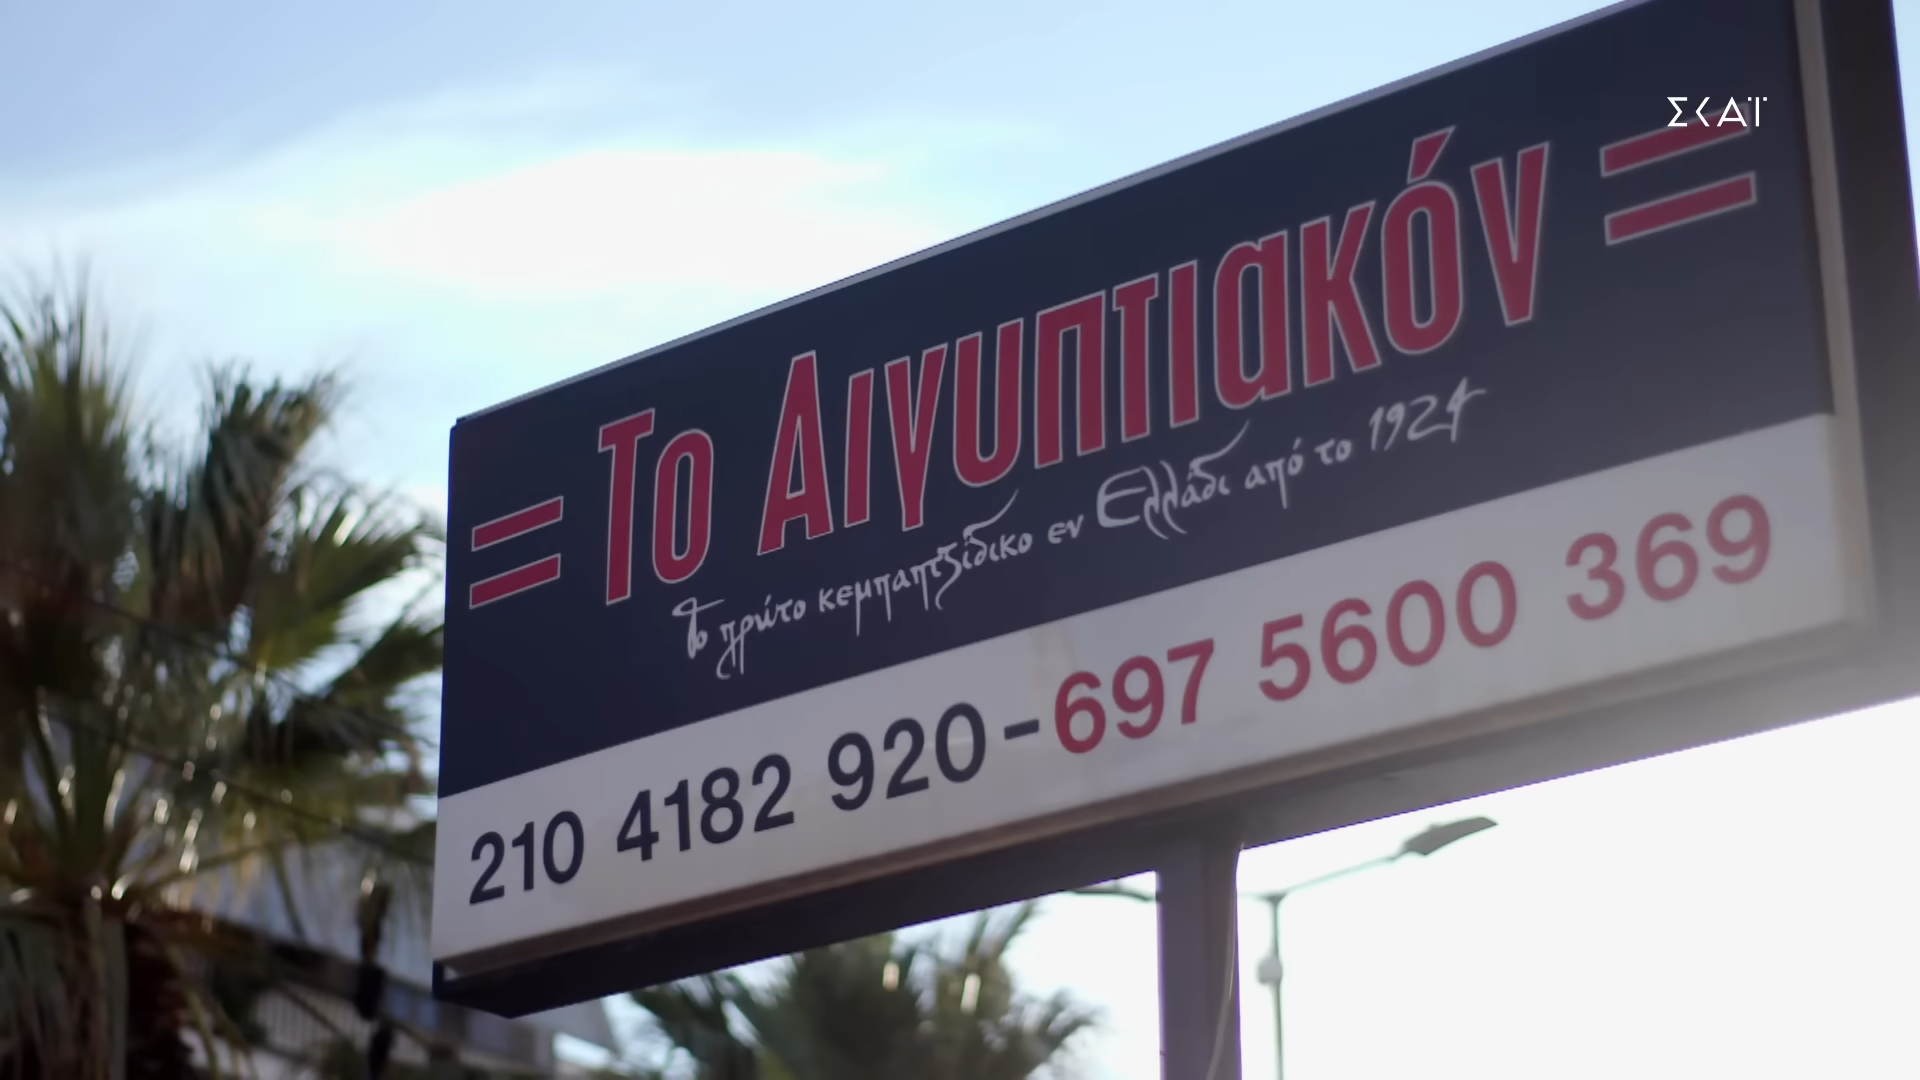 ΣΚΑΪ
= Το Αιγυπτιακόν =
Το πρώτο κεμπαπτζίδικο εν Ελλάδι από το 1924
210 4182 920-697 5600 369